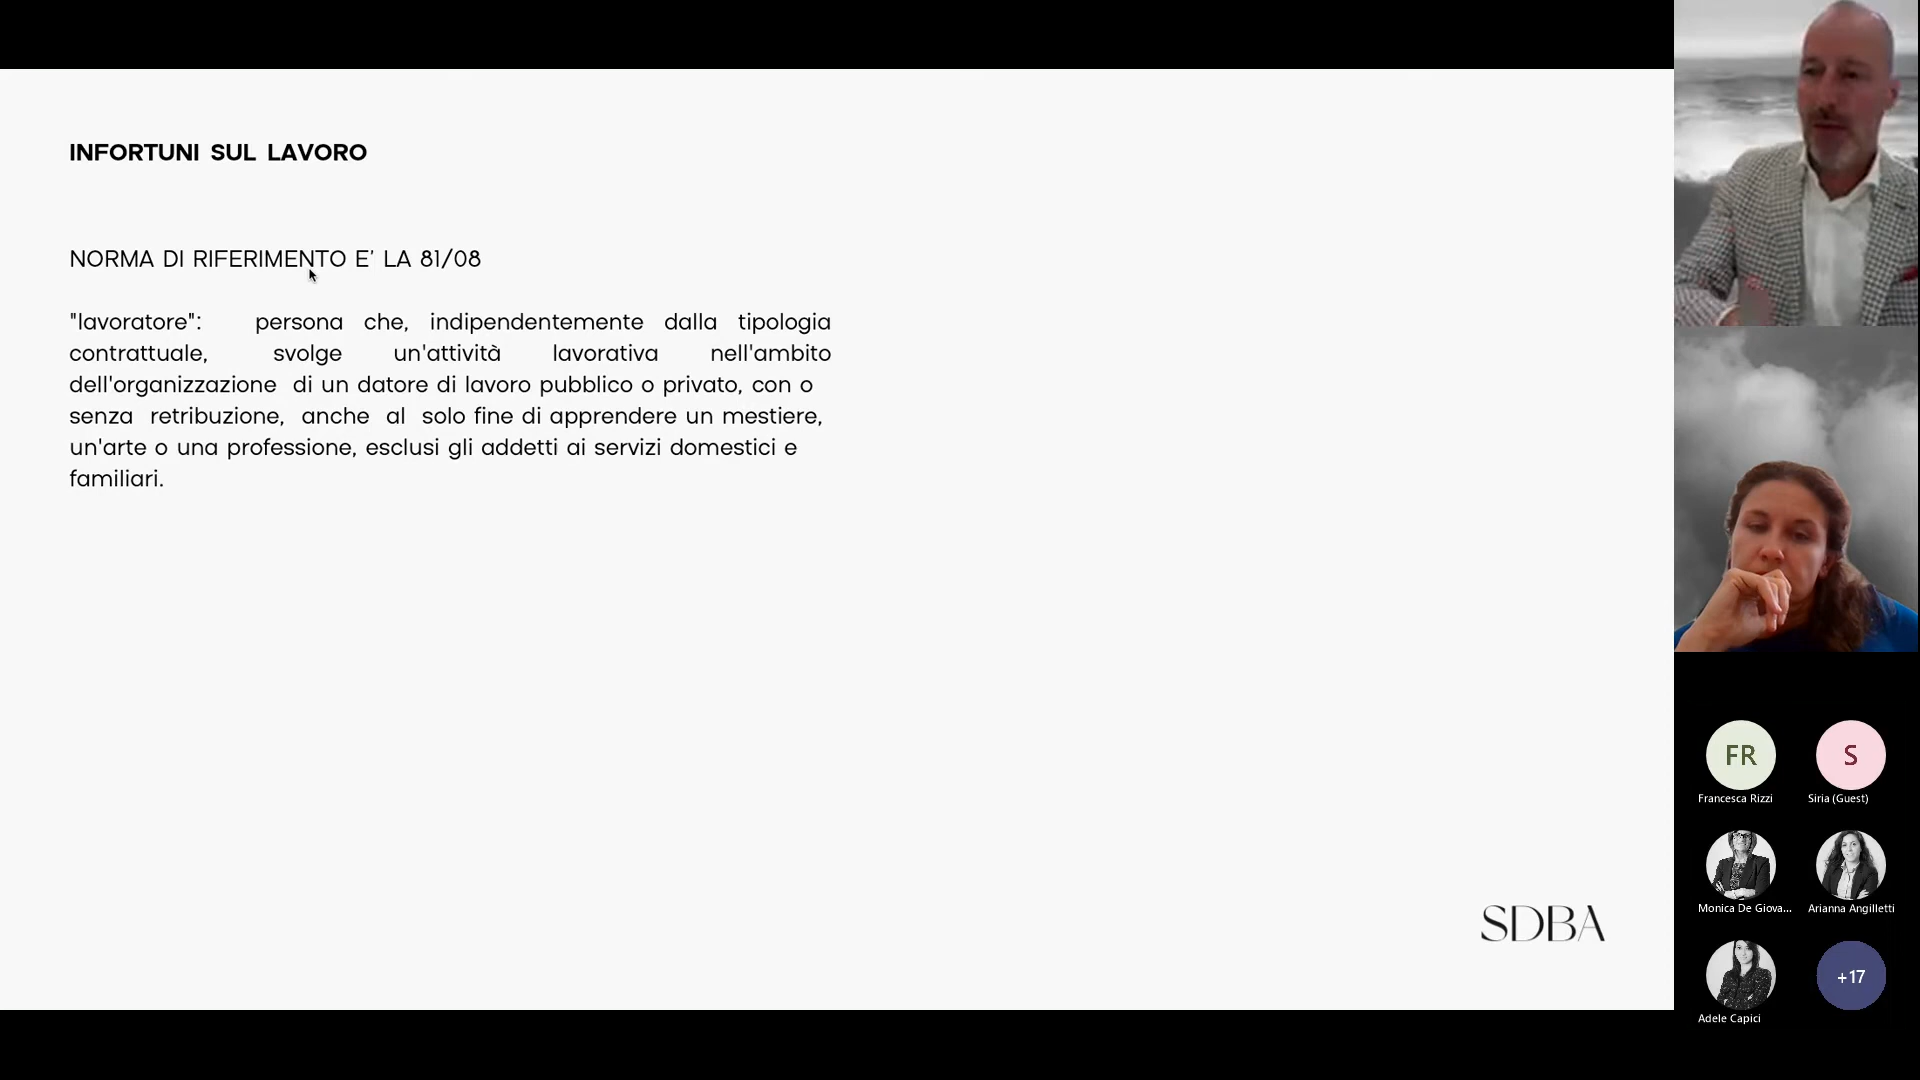 INFORTUNI SUL LAVORO
NORMA DI RIFERIMENTO E' LA 81/08
"lavoratore": persona che, indipendentemente dalla tipologia
contrattuale, svolge un'attività lavorativa nell'ambito
dell'organizzazione di un datore di lavoro pubblico o privato, con o
senza retribuzione, anche al solo fine di apprendere un mestiere,
un'arte o una professione, esclusi gli addetti ai servizi domestici e
familiari.
SDBA
FR
S
Francesca Rizzi
Siria (Guest)
Monica De Giova...
Arianna Angilletti
+17
Adele Capici